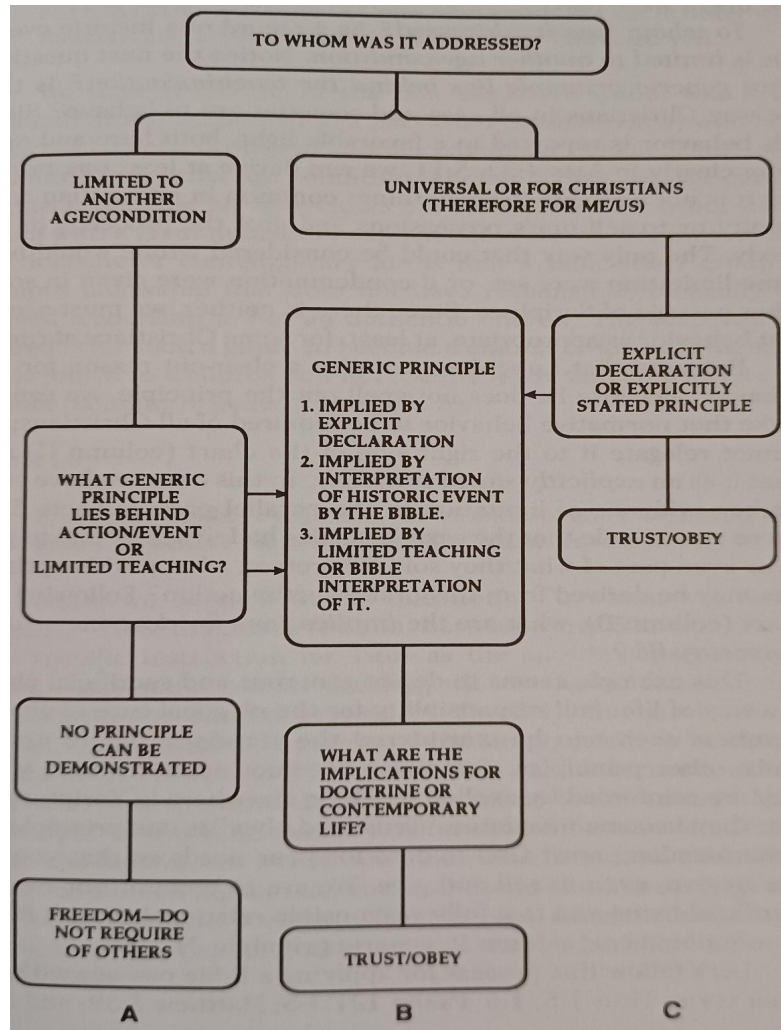 TO WHOM WAS IT ADDRESSED?
LIMITED TO
ANOTHER
AGE/CONDITION
UNIVERSAL OR FOR CHRISTIANS
(THEREFORE FOR ME/US)
WHAT GENERIC
PRINCIPLE
LIES BEHIND
ACTION/EVENT
OR
LIMITED TEACHING?
GENERIC PRINCIPLE
1. IMPLIED BY
EXPLICIT
DECLARATION
2. IMPLIED BY
INTERPRETATION
OF HISTORIC EVENT
BY THE BIBLE.
3. IMPLIED BY
LIMITED TEACHING
OR BIBLE
INTERPRETATION
OF IT.
EXPLICIT
DECLARATION
OR EXPLICITLY
STATED PRINCIPLE
TRUST/OBEY
NO PRINCIPLE
CAN BE
DEMONSTRATED
WHAT ARE THE
IMPLICATIONS FOR
DOCTRINE OR
CONTEMPORARY
LIFE?
FREEDOM—DO
NOT REQUIRE
OF OTHERS
TRUST/OBEY
A
B
C